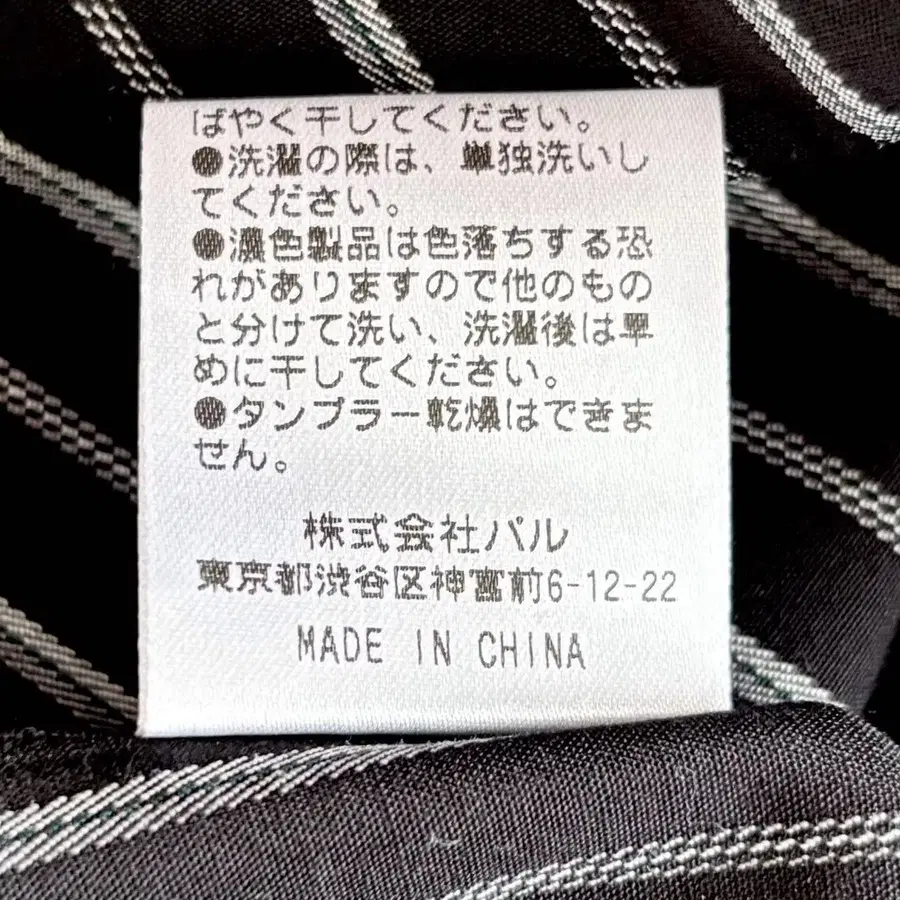 ばやく干してください。
●洗濯の際は、単独洗いし
てください。
●濃色製品は色落ちする恐
れがありますので他のもの
と分けて洗い、洗濯後は早
めに干してください。
●タンブラー乾燥はできま
せん。
株式会社パル
東京都渋谷区神宮前6-12-22
MADE IN CHINA